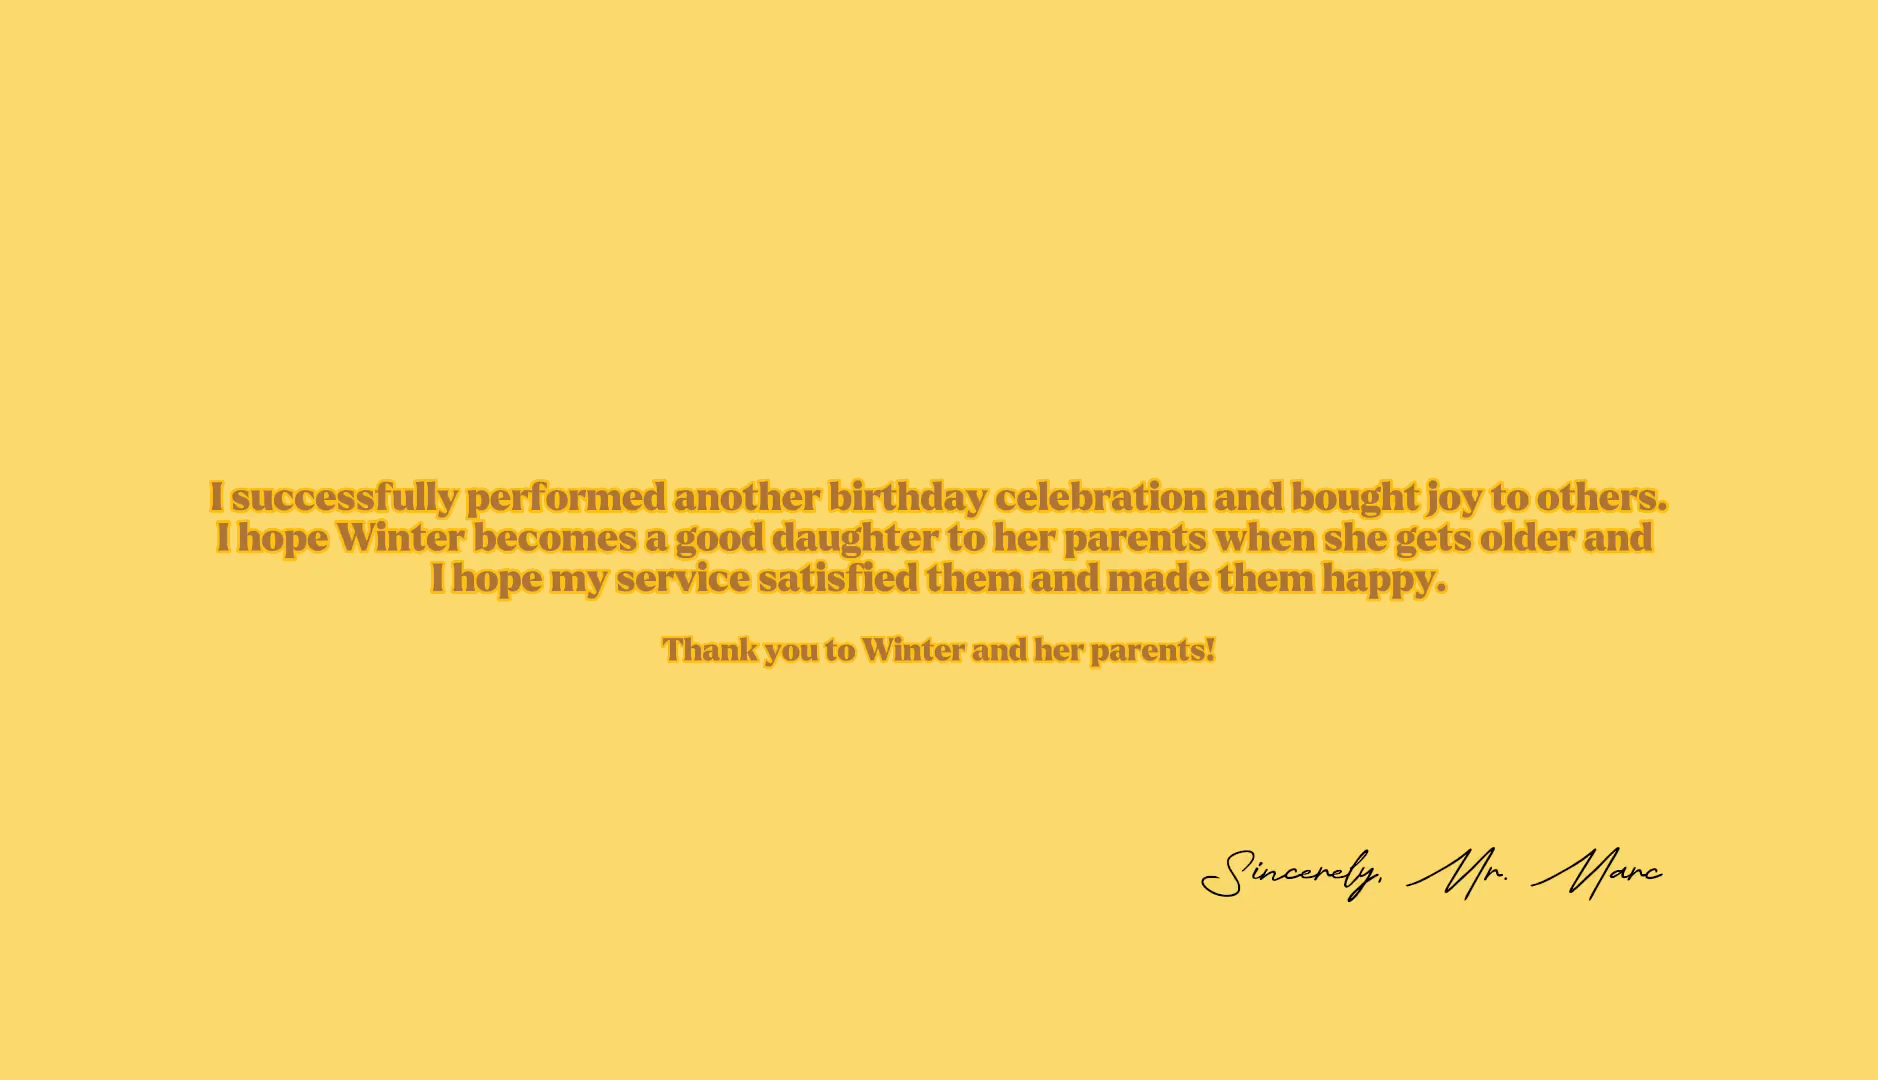 I successfully performed another birthday celebration and bought joy to others.
I hope Winter becomes a good daughter to her parents when she gets older and
I hope my service satisfied them and made them happy.
Thank you to Winter and her parents!
Sincerely, Mr. Marc